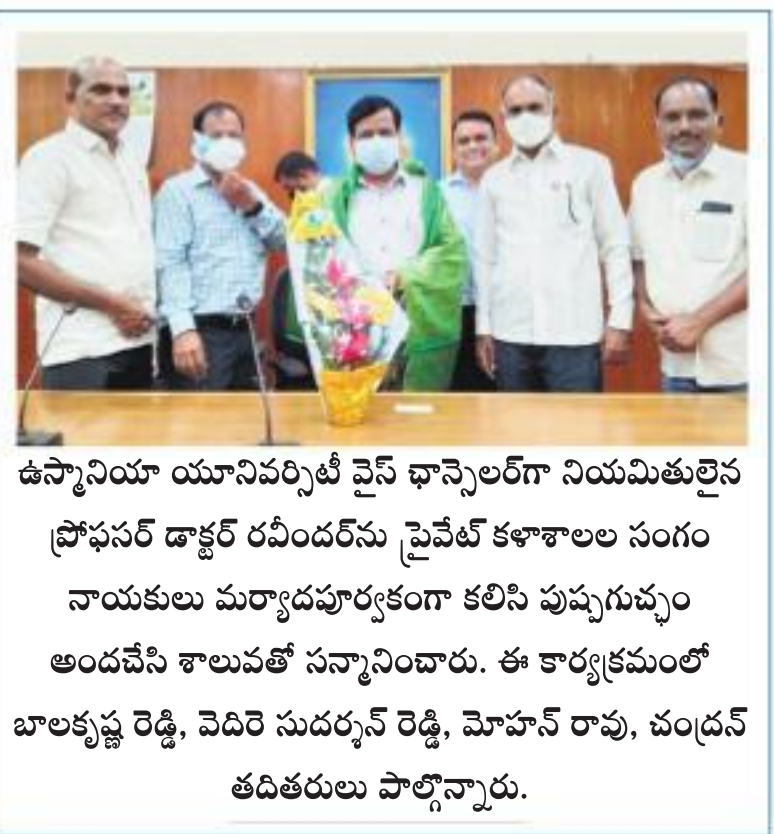 ఉస్మానియా యూనివర్సిటీ వైస్ ఛాన్సెలర్‌గా నియమితులైన
ప్రోఫసర్ డాక్టర్ రవీందర్‌ను ప్రైవేట్ కళాశాలల సంగం
నాయకులు మర్యాదపూర్వకంగా కలిసి పుష్పగుచ్ఛం
అందచేసి శాలువతో సన్మానించారు. ఈ కార్యక్రమంలో
బాలకృష్ణ రెడ్డి, వెదిరె సుదర్శన్ రెడ్డి, మోహన్ రావు, చంద్రన్
తదితరులు పాల్గొన్నారు.